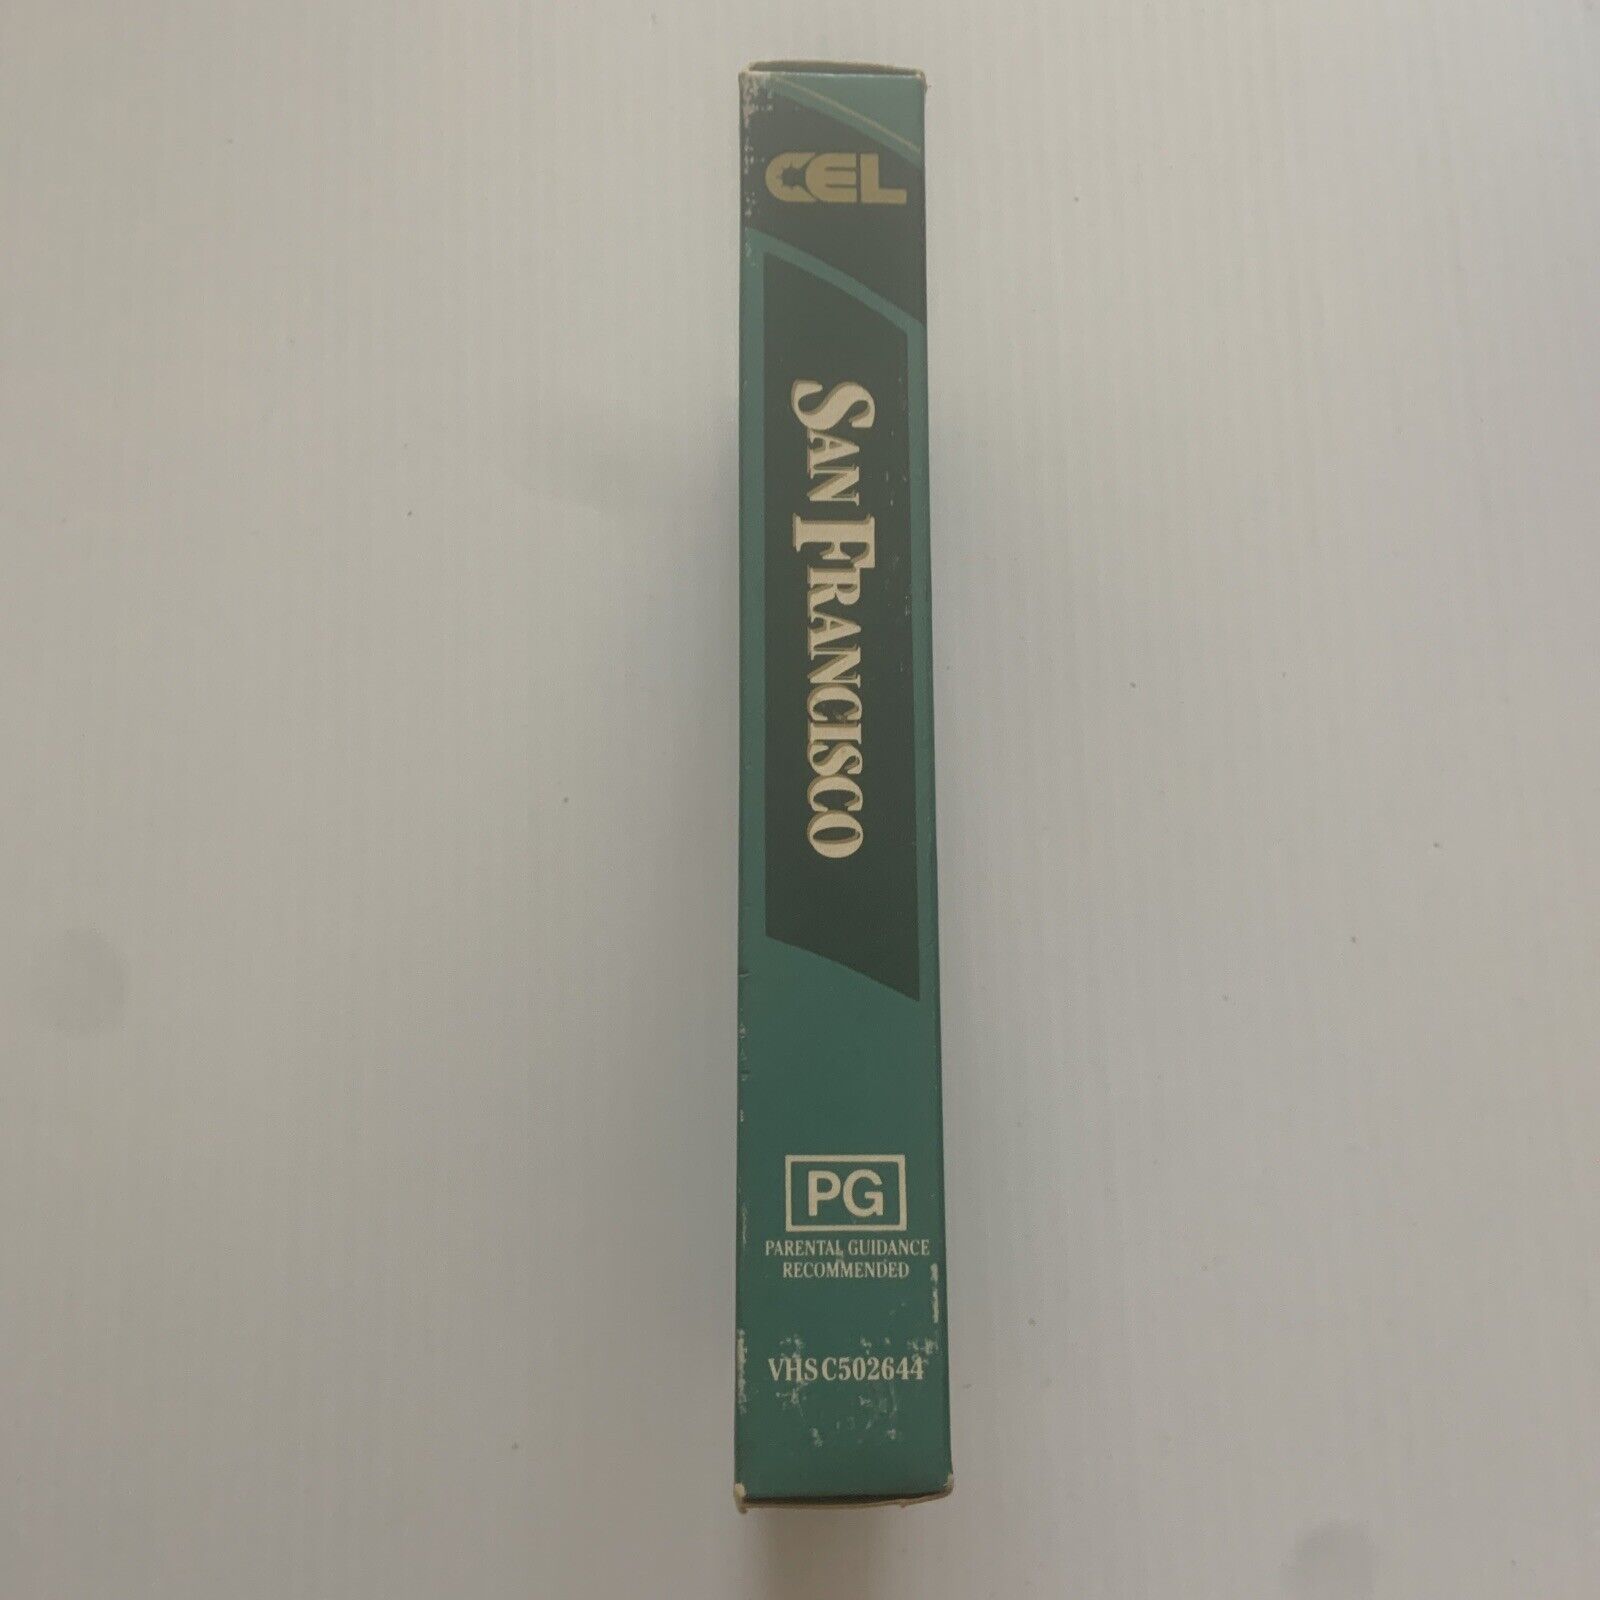 CEL
SAN FRANCISCO
PG
PARENTAL GUIDANCE
RECOMMENDED
VHS C502644